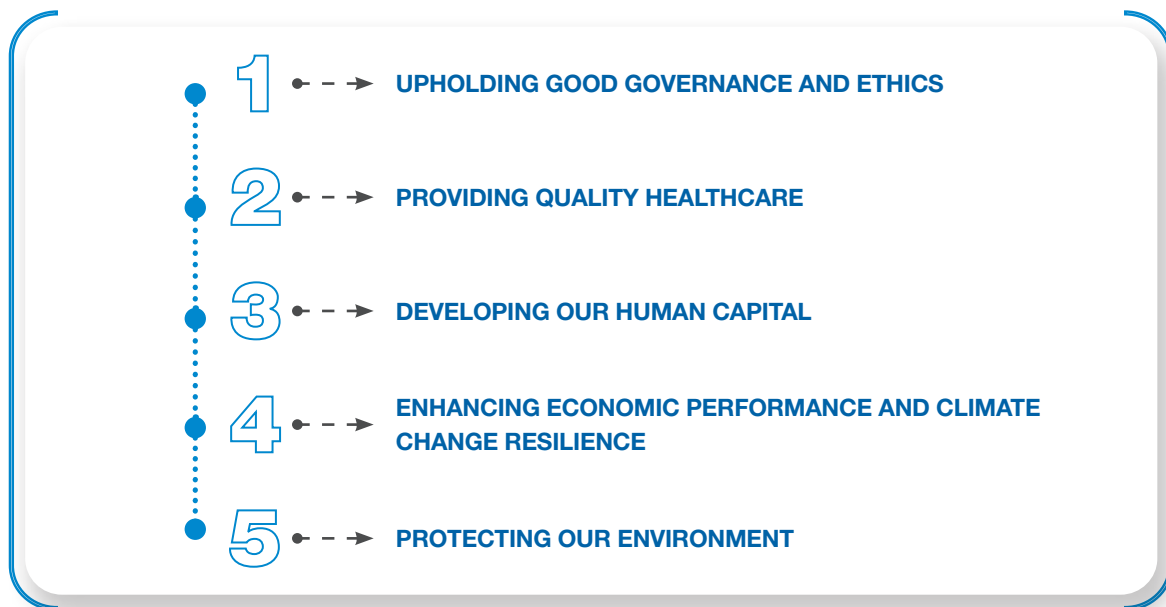 1 UPHOLDING GOOD GOVERNANCE AND ETHICS
2 PROVIDING QUALITY HEALTHCARE
3 DEVELOPING OUR HUMAN CAPITAL
4 ENHANCING ECONOMIC PERFORMANCE AND CLIMATE
CHANGE RESILIENCE
5 PROTECTING OUR ENVIRONMENT